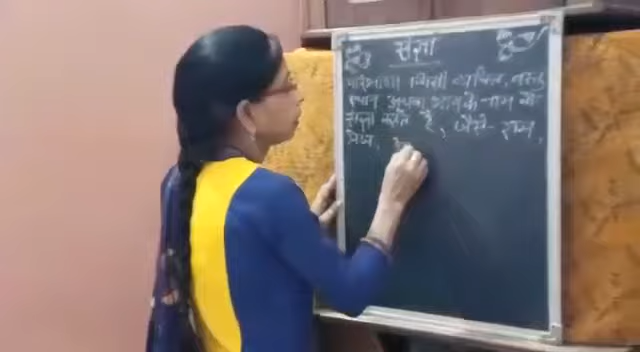 संज्ञा
परिभाषा किसी व्यक्ति, वस्तु
स्थान अथवा भाव के नाम को
संज्ञा कहते है, जैसे- राम,